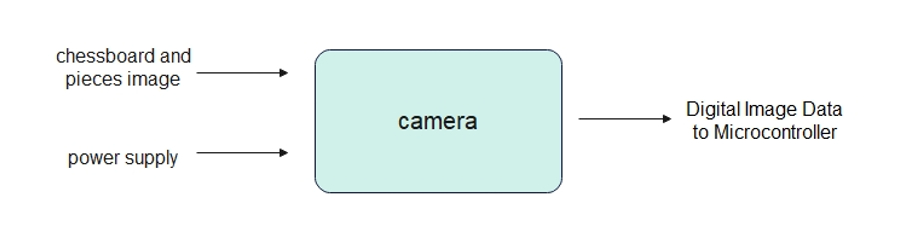 chessboard and
pieces image
power supply
camera
Digital Image Data
to Microcontroller